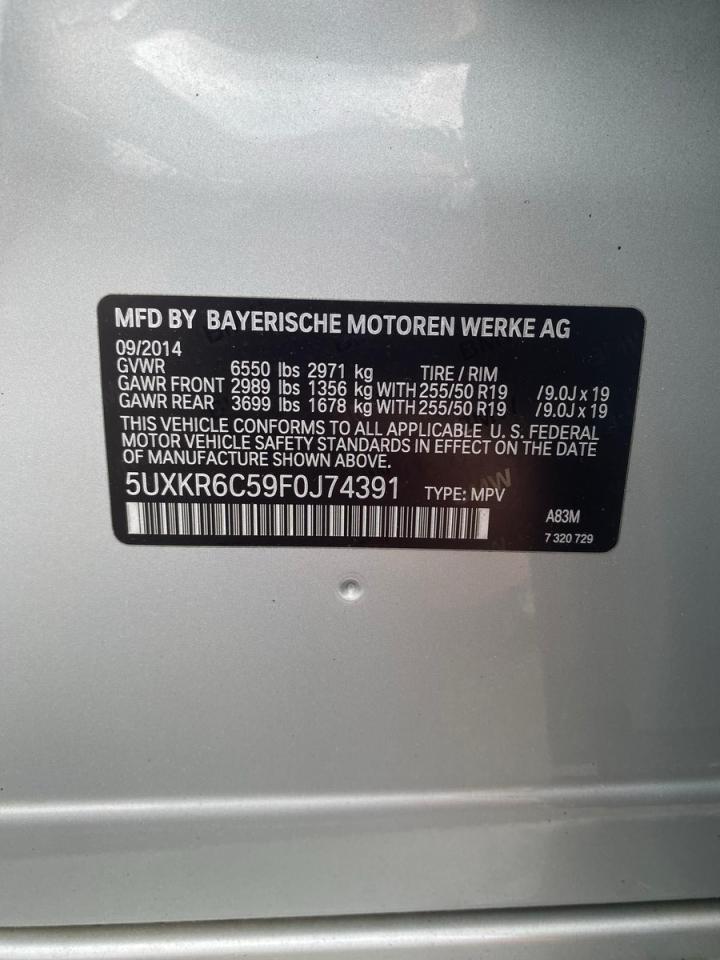 MFD BY BAYERISCHE MOTOREN WERKE AG
09/2014
GVWR 6550 lbs 2971 kg TIRE / RIM
GAWR FRONT 2989 lbs 1356 kg WITH 255/50 R19 /9.0J x 19
GAWR REAR 3699 lbs 1678 kg WITH 255/50 R19 /9.0J x 19
THIS VEHICLE CONFORMS TO ALL APPLICABLE U. S. FEDERAL
MOTOR VEHICLE SAFETY STANDARDS IN EFFECT ON THE DATE
OF MANUFACTURE SHOWN ABOVE.
5UXKR6C59F0J74391 TYPE: MPV
A83M
7 320 729